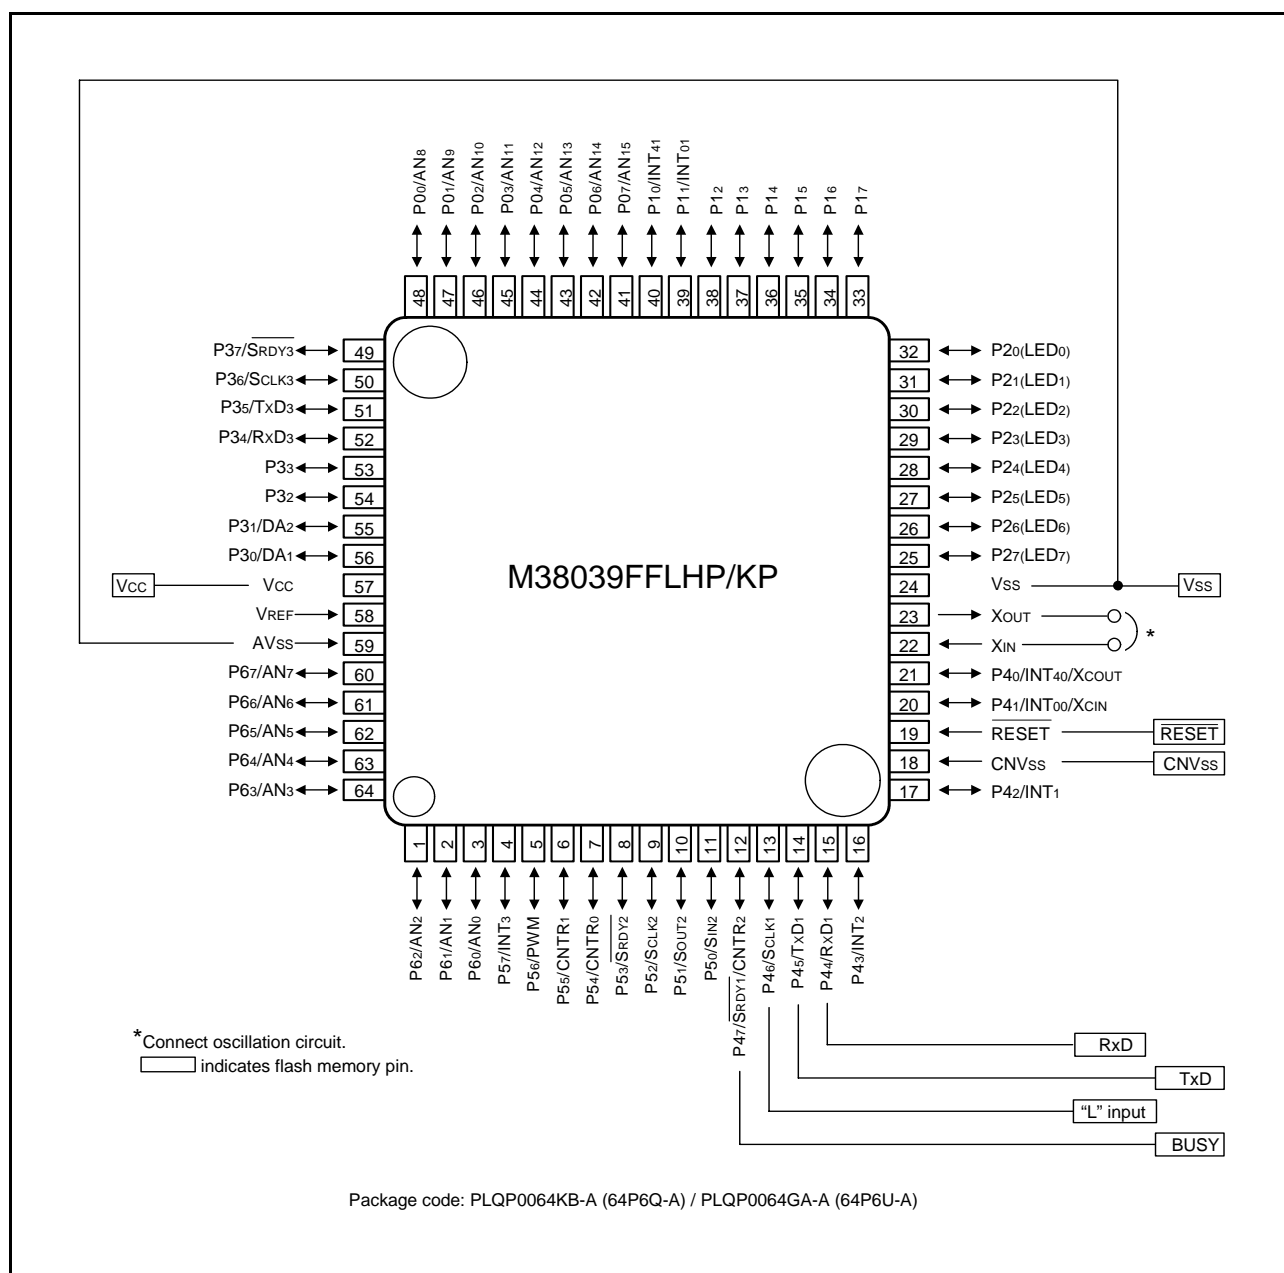 P00/AN8
P01/AN9
P02/AN10
P03/AN11
P04/AN12
P05/AN13
P06/AN14
P07/AN15
P10/INT41
P11/INT01
P12
P13
P14
P15
P16
P17
48
47
46
45
44
43
42
41
40
39
38
37
36
35
34
33
P37/SRDY3 49
P36/SCLK3 50
P35/TXD3 51
P34/RXD3 52
P33 53
P32 54
P31/DA2 55
P30/DA1 56
VCC VCC 57
VREF 58
AVSS 59
P67/AN7 60
P66/AN6 61
P65/AN5 62
P64/AN4 63
P63/AN3 64
M38039FFLHP/KP
32 P20(LED0)
31 P21(LED1)
30 P22(LED2)
29 P23(LED3)
28 P24(LED4)
27 P25(LED5)
26 P26(LED6)
25 P27(LED7)
24 VSS VSS
23 XOUT
*
22 XIN
21 P40/INT40/XCOUT
20 P41/INT00/XCIN
19 RESET RESET
18 CNVSS CNVSS
17 P42/INT1
1
2
3
4
5
6
7
8
9
10
11
12
13
14
15
16
P62/AN2
P61/AN1
P60/AN0
P57/INT3
P56/PWM
P55/CNTR1
P54/CNTR0
P53/SRDY2
P52/SCLK2
P51/SOUT2
P50/SIN2
P47/SRDY1/CNTR2
P46/SCLK1
P45/TXD1
P44/RXD1
P43/INT2
RxD
TxD
“L” input
BUSY
*Connect oscillation circuit.
indicates flash memory pin.
Package code: PLQP0064KB-A (64P6Q-A) / PLQP0064GA-A (64P6U-A)